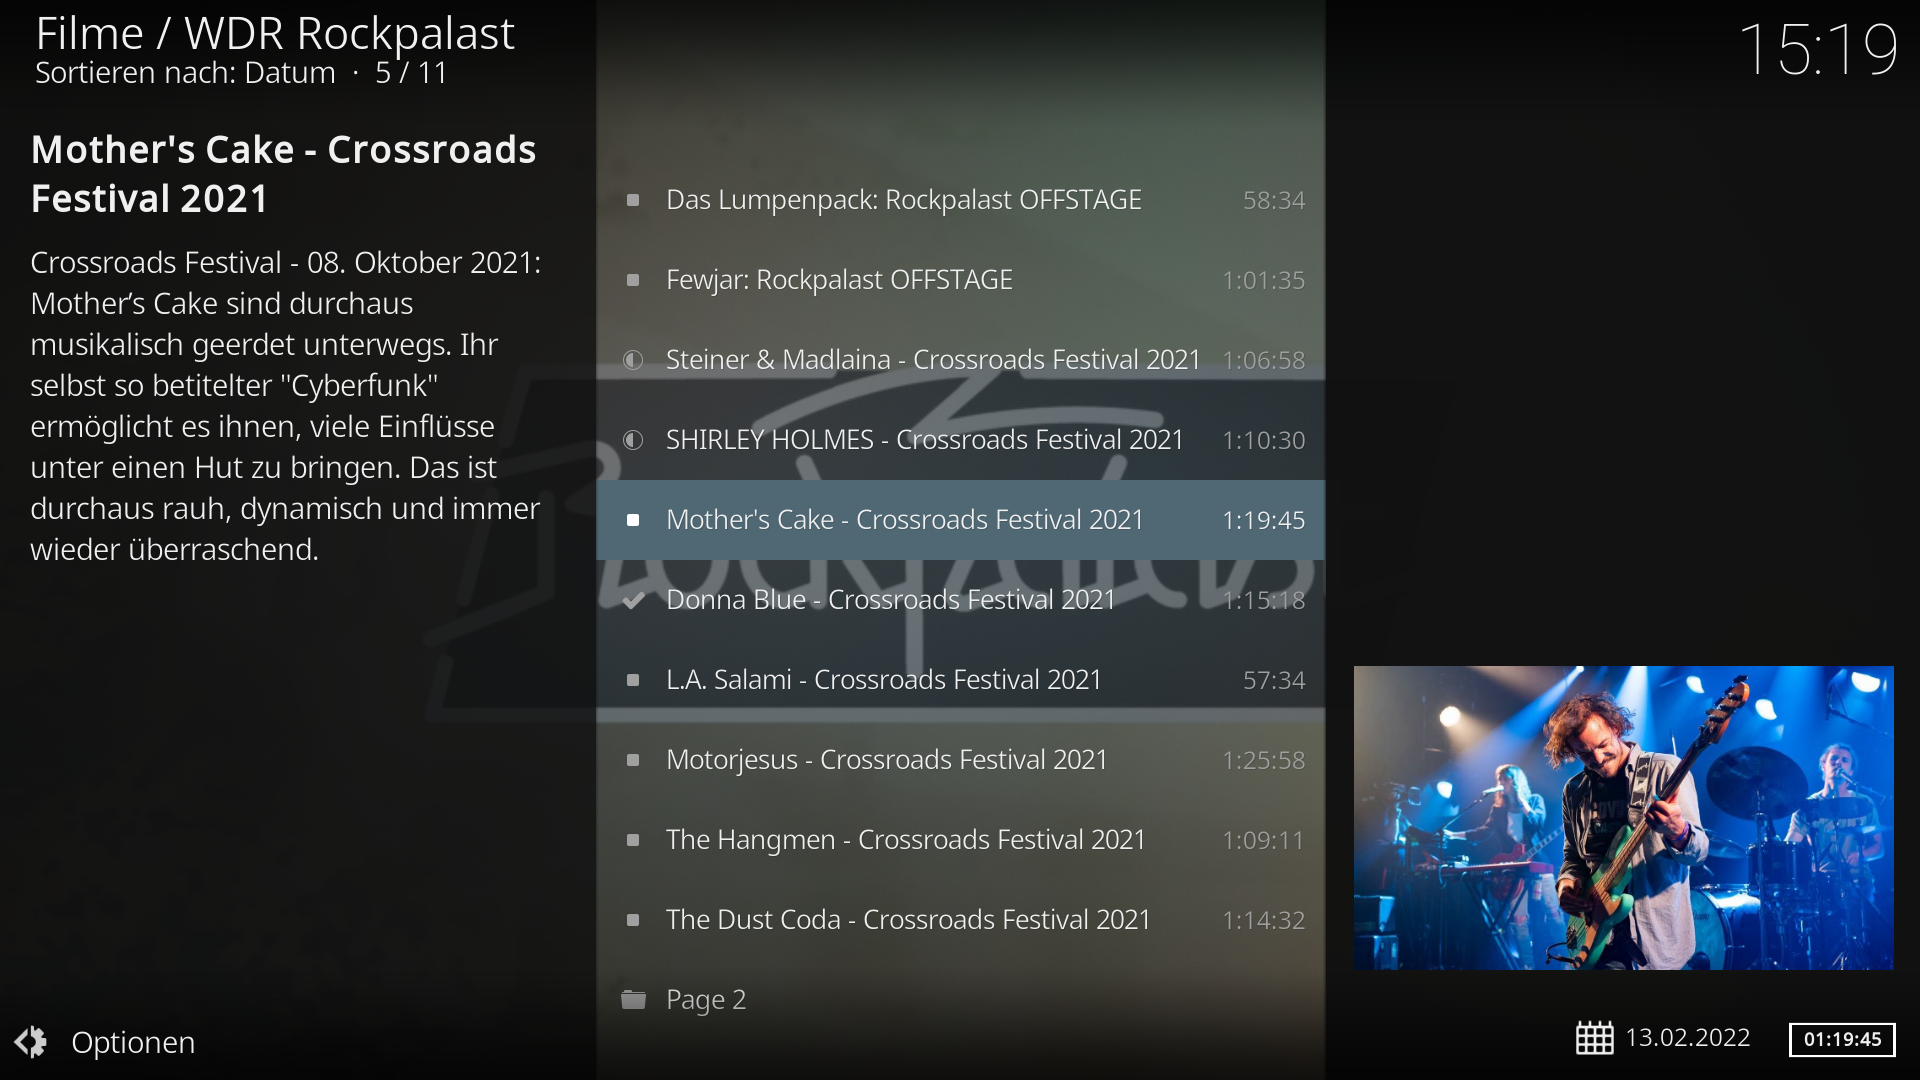 Filme / WDR Rockpalast
Sortieren nach: Datum · 5 / 11
15:19
Mother's Cake - Crossroads
Festival 2021
Crossroads Festival - 08. Oktober 2021:
Mother’s Cake sind durchaus
musikalisch geerdet unterwegs. Ihr
selbst so betitelter "Cyberfunk"
ermöglicht es ihnen, viele Einflüsse
unter einen Hut zu bringen. Das ist
durchaus rauh, dynamisch und immer
wieder überraschend.
Das Lumpenpack: Rockpalast OFFSTAGE 58:34
Fewjar: Rockpalast OFFSTAGE 1:01:35
Steiner & Madlaina - Crossroads Festival 2021 1:06:58
SHIRLEY HOLMES - Crossroads Festival 2021 1:10:30
Mother's Cake - Crossroads Festival 2021 1:19:45
Donna Blue - Crossroads Festival 2021 1:15:18
L.A. Salami - Crossroads Festival 2021 57:34
Motorjesus - Crossroads Festival 2021 1:25:58
The Hangmen - Crossroads Festival 2021 1:09:11
The Dust Coda - Crossroads Festival 2021 1:14:32
Page 2
Rockpalast
Optionen
13.02.2022
01:19:45